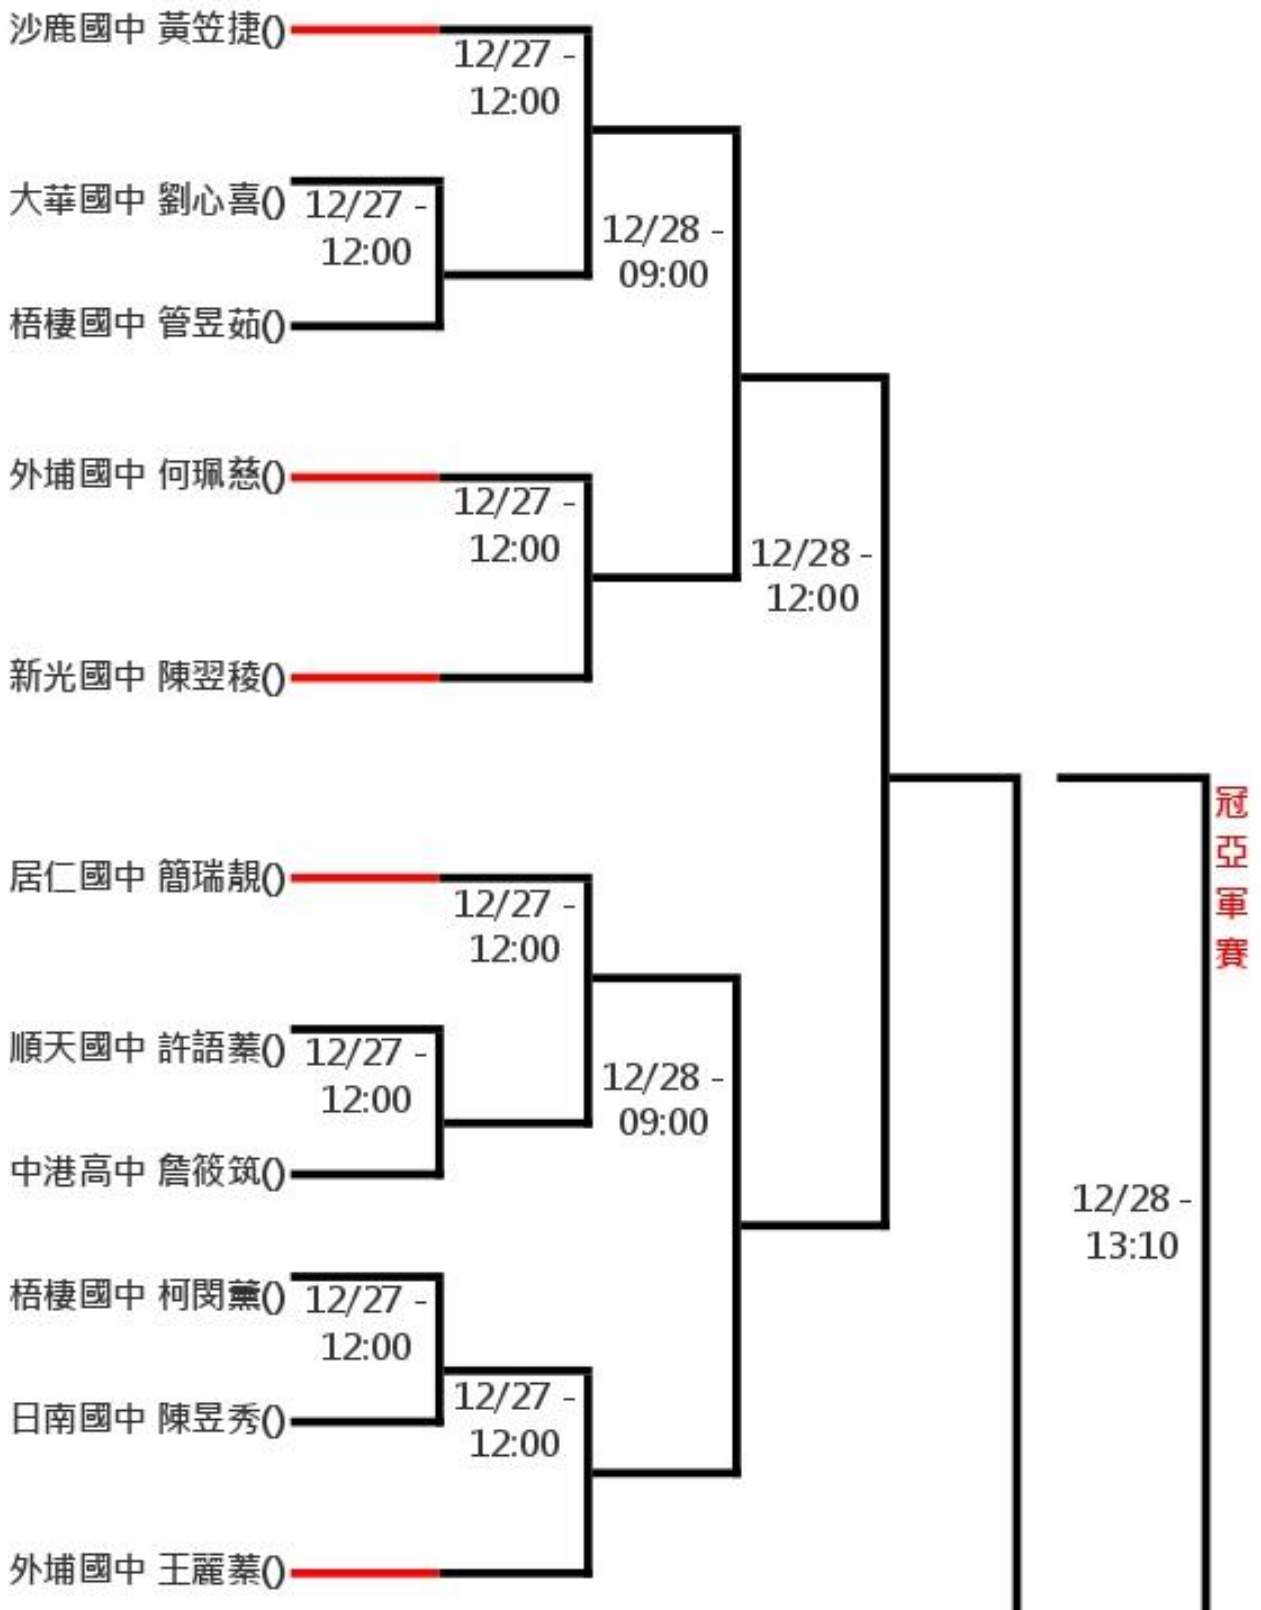 沙鹿國中 黃笠捷()
12/27 -
12:00
大華國中 劉心喜()
12/27 -
12:00
12/28 -
09:00
梧棲國中 管昱茹()
外埔國中 何珮慈()
12/27 -
12:00
12/28 -
12:00
新光國中 陳翌稜()
冠
亞
軍
賽
居仁國中 簡瑞靚()
12/27 -
12:00
順天國中 許語蓁()
12/27 -
12:00
12/28 -
09:00
中港高中 詹筱筑()
12/28 -
13:10
梧棲國中 柯閔薰()
12/27 -
12:00
日南國中 陳昱秀()
12/27 -
12:00
外埔國中 王麗蓁()